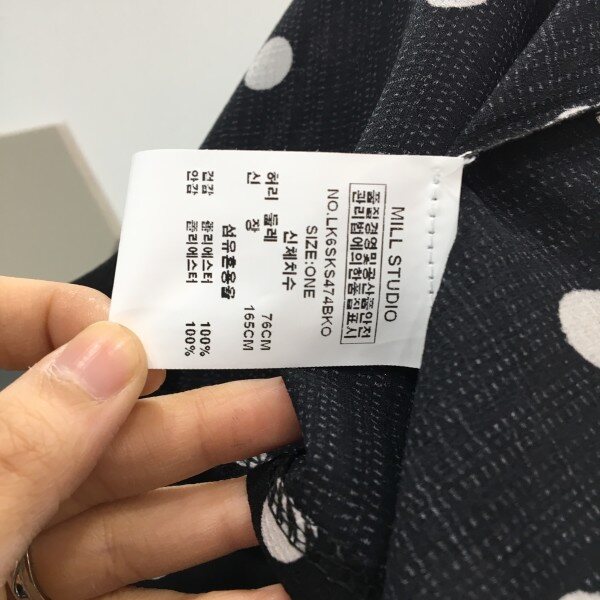 MILL STUDIO
품질경영및공산품안전
관리법에의한품질표시
NO.LK6SKS474BKO
SIZE:ONE
신체치수
허리 둘레 76CM
신 장 165CM
섬유혼용율
겉감 폴리에스터 100%
안감 폴리에스터 100%